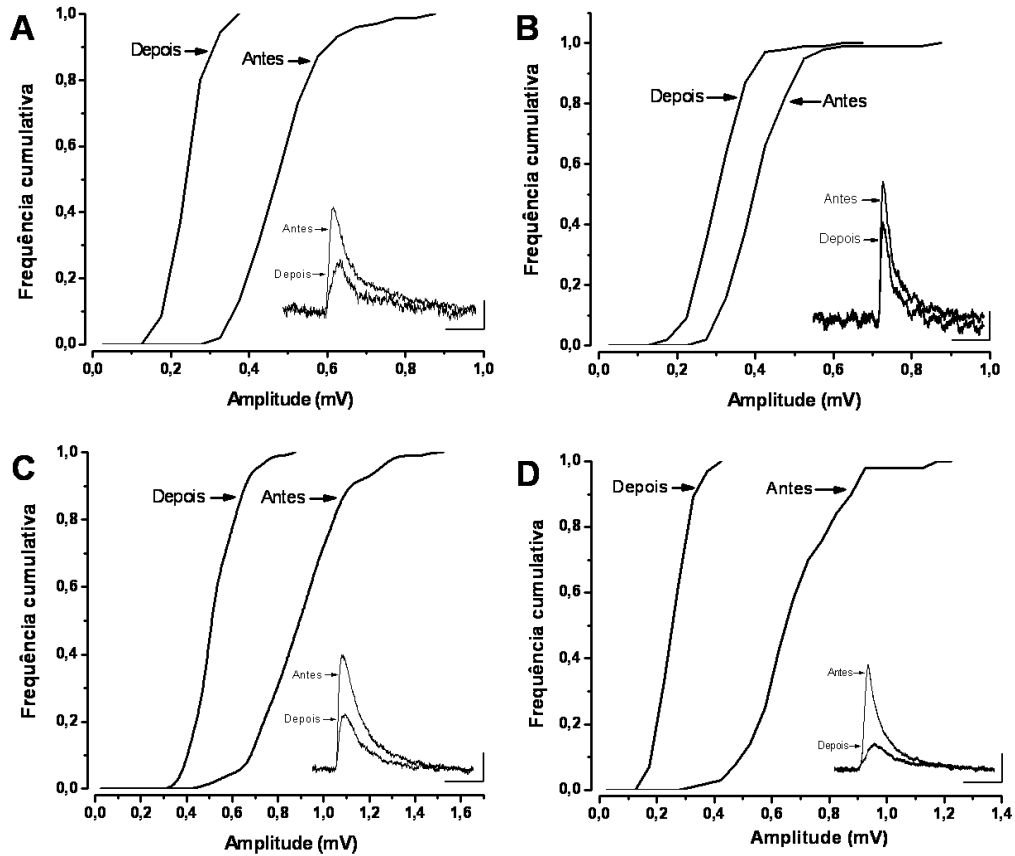 A
Frequência cumulativa
1,0
0,8
0,6
0,4
0,2
0,0
Depois
Antes
Antes
Depois
0,0 0,2 0,4 0,6 0,8 1,0
Amplitude (mV)
B
Frequência cumulativa
1,0
0,8
0,6
0,4
0,2
0,0
Depois
Antes
Antes
Depois
0,0 0,2 0,4 0,6 0,8 1,0
Amplitude (mV)
C
Frequência cumulativa
1,0
0,8
0,6
0,4
0,2
0,0
Depois
Antes
Antes
Depois
0,0 0,2 0,4 0,6 0,8 1,0 1,2 1,4 1,6
Amplitude (mV)
D
Frequência cumulativa
1,0
0,8
0,6
0,4
0,2
0,0
Depois
Antes
Antes
Depois
0,0 0,2 0,4 0,6 0,8 1,0 1,2 1,4
Amplitude (mV)